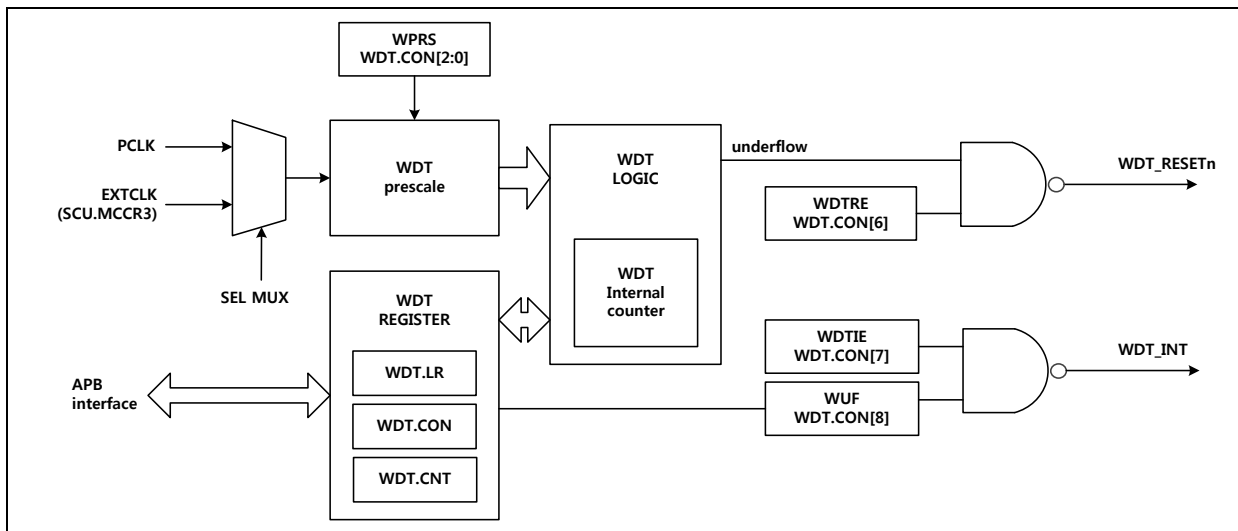 WPRS
WDT.CON[2:0]
PCLK
EXTCLK
(SCU.MCCR3)
SEL MUX
WDT
prescale
WDT
LOGIC
WDT
Internal
counter
underflow
WDTRE
WDT.CON[6]
WDT_RESETn
WDT
REGISTER
WDT.LR
WDT.CON
WDT.CNT
APB
interface
WDTIE
WDT.CON[7]
WUF
WDT.CON[8]
WDT_INT